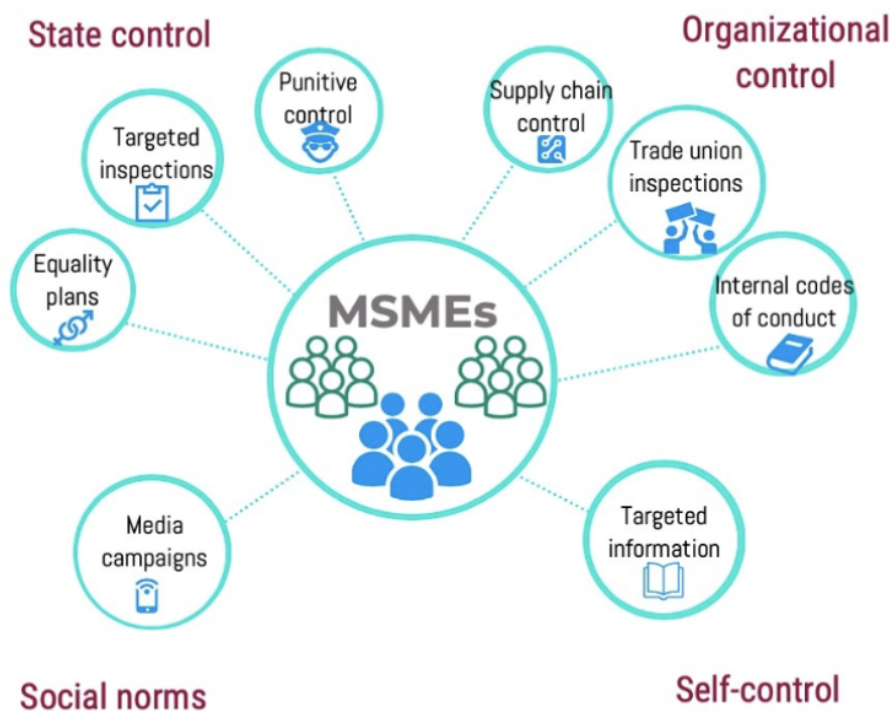 State control
Organizational
control
Punitive
control
Supply chain
control
Targeted
inspections
Trade union
inspections
Equality
plans
Internal codes
of conduct
MSMEs
Media
campaigns
Targeted
information
Social norms
Self-control